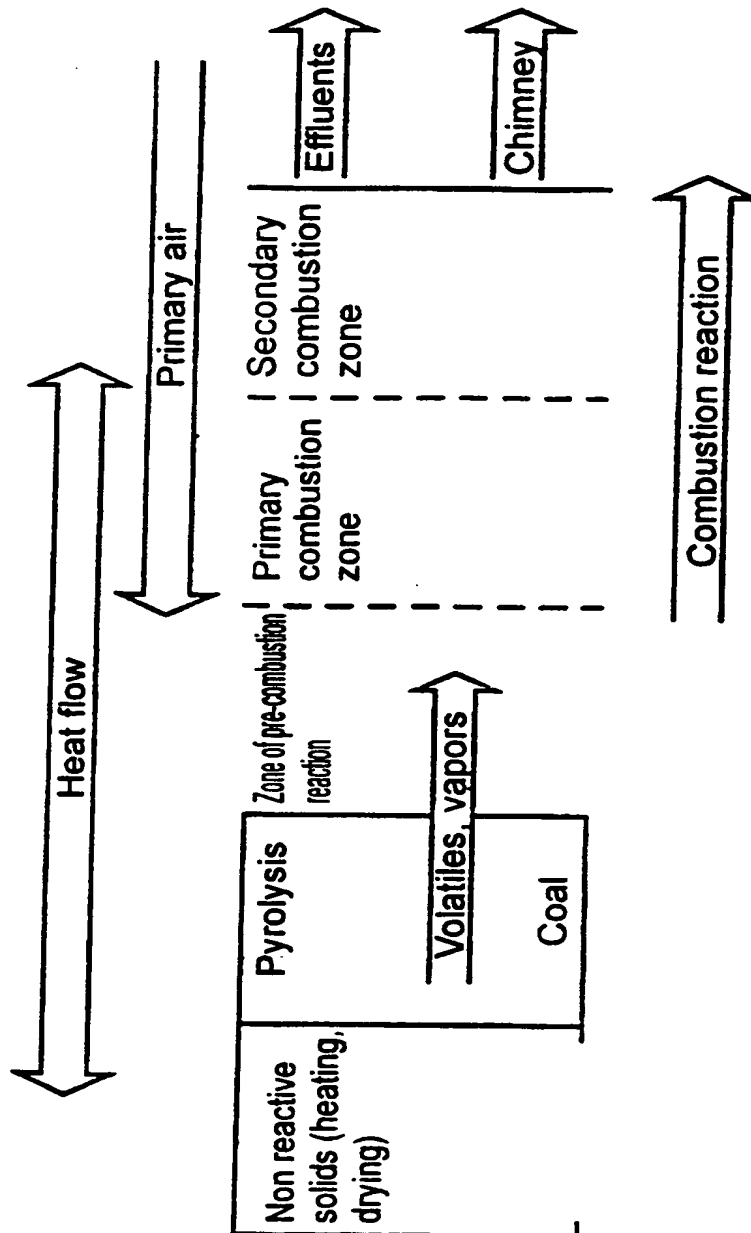 Heat flow
Primary air
Non reactive
solids (heating,
drying)
Pyrolysis
Volatiles, vapors
Coal
Zone of pre-combustion
reaction
Primary
combustion
zone
Secondary
combustion
zone
Effluents
Chimney
Combustion reaction